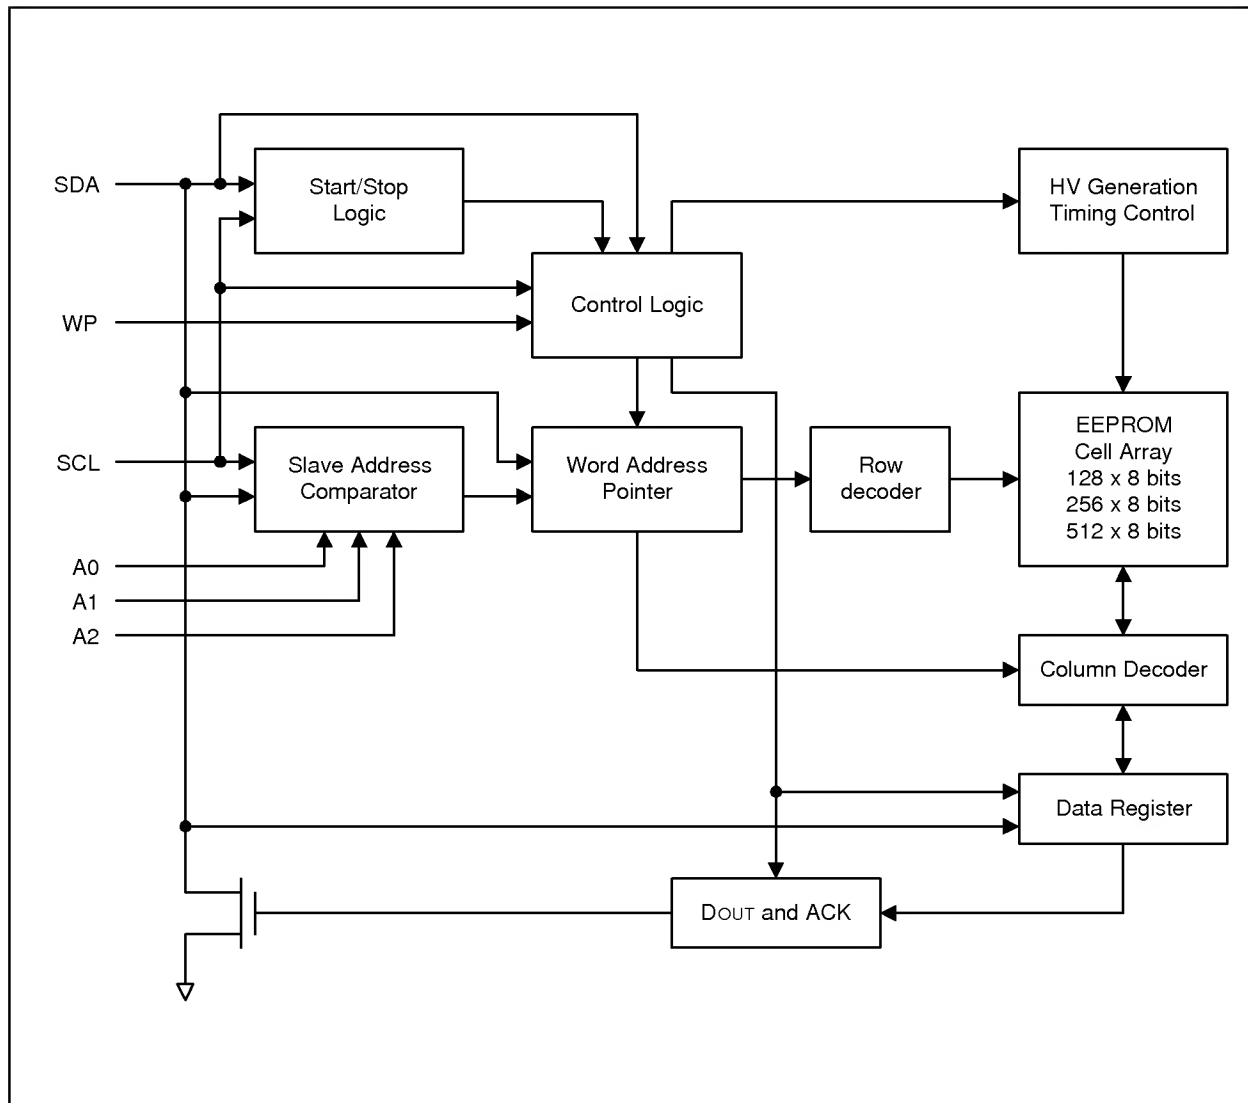 SDA
Start/Stop
Logic
HV Generation
Timing Control
WP
Control Logic
SCL
Slave Address
Comparator
Word Address
Pointer
Row
decoder
EEPROM
Cell Array
128 x 8 bits
256 x 8 bits
512 x 8 bits
A0
A1
A2
Column Decoder
Data Register
DOUT and ACK